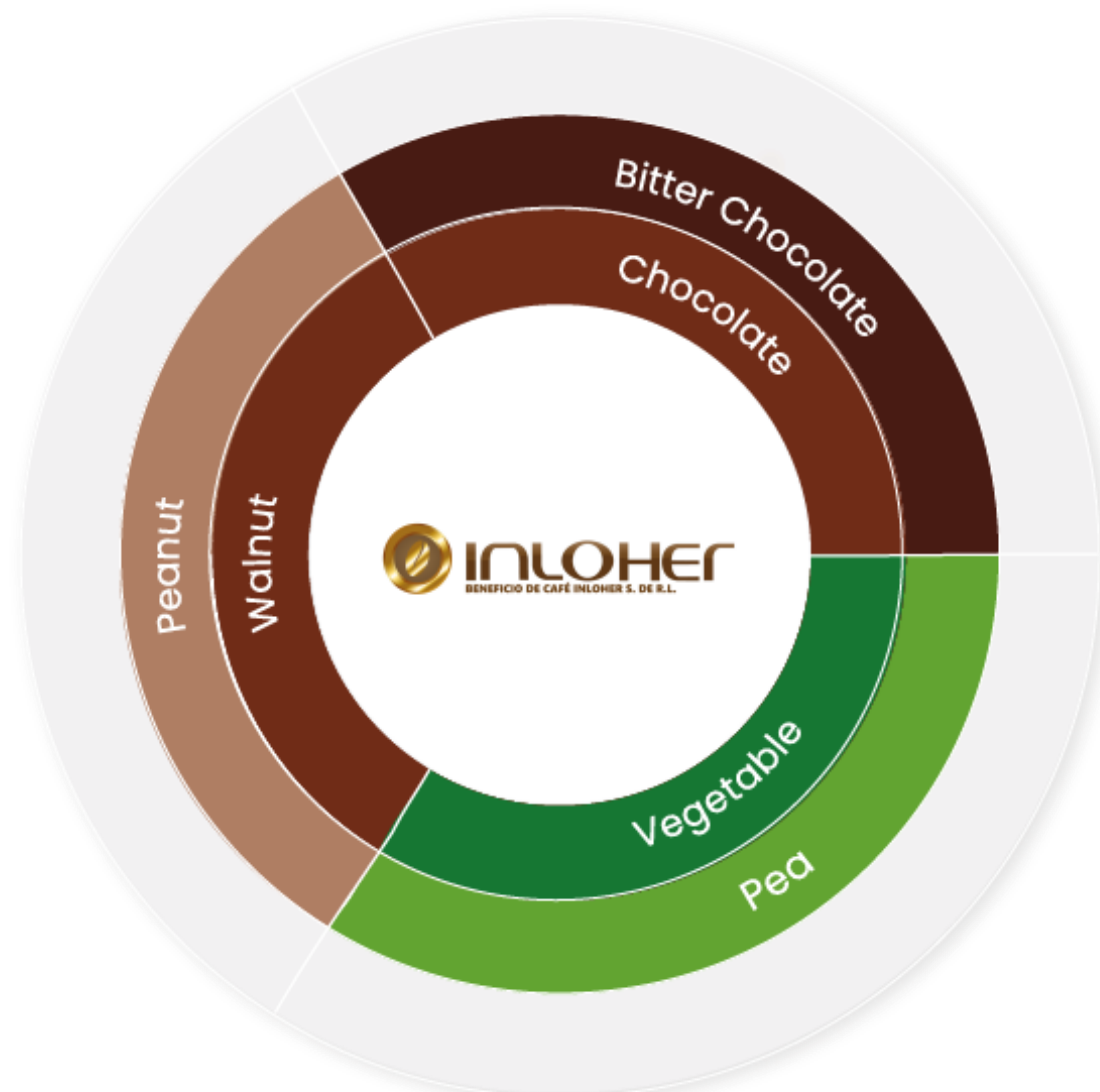 Bitter Chocolate
Chocolate
Peanut
Walnut
INLOHER
BENEFICIO DE CAFÉ INLOHER S. DE R.L.
Vegetable
Pea